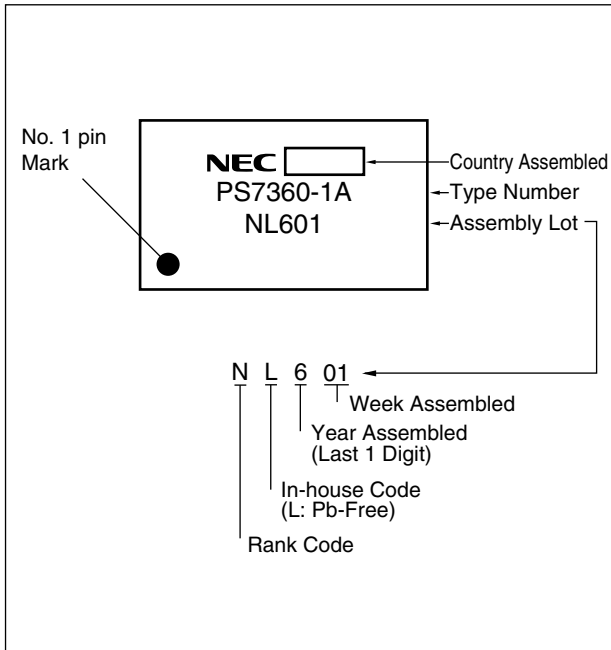 No. 1 pin
Mark
NEC
Country Assembled
PS7360-1A
Type Number
NL601
Assembly Lot
N L 6 01
Week Assembled
Year Assembled
(Last 1 Digit)
In-house Code
(L: Pb-Free)
Rank Code